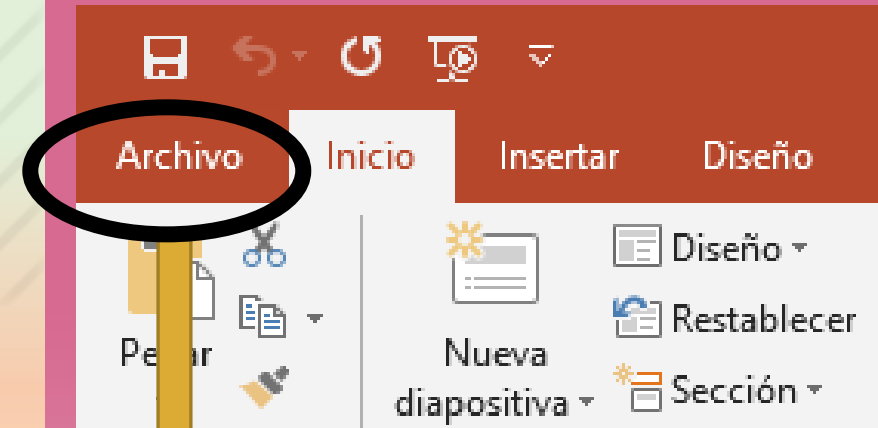 Archivo Inicio Insertar Diseño
Diseño
Restablecer
Nueva
diapositiva
Sección